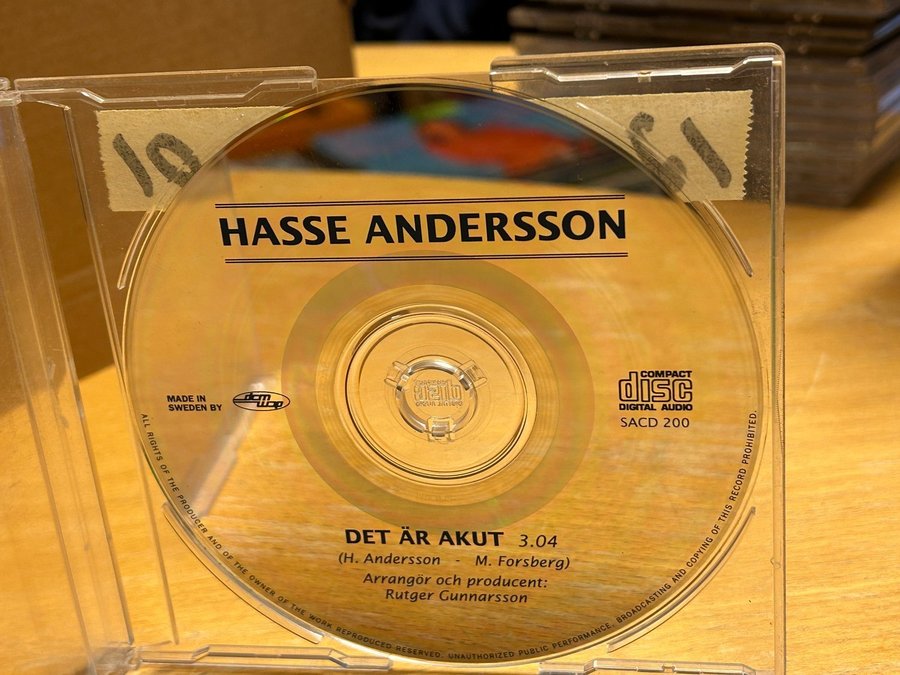 HASSE ANDERSSON
MADE IN
SWEDEN BY
COMPACT
disc
DIGITAL AUDIO
SACD 200
DET ÄR AKUT 3.04
(H. Andersson - M. Forsberg)
Arrangör och producent:
Rutger Gunnarsson
ALL RIGHTS OF THE PRODUCER AND OF THE OWNER OF THE WORK REPRODUCED RESERVED. UNAUTHORIZED PUBLIC PERFORMANCE, BROADCASTING AND COPYING OF THIS RECORD PROHIBITED.